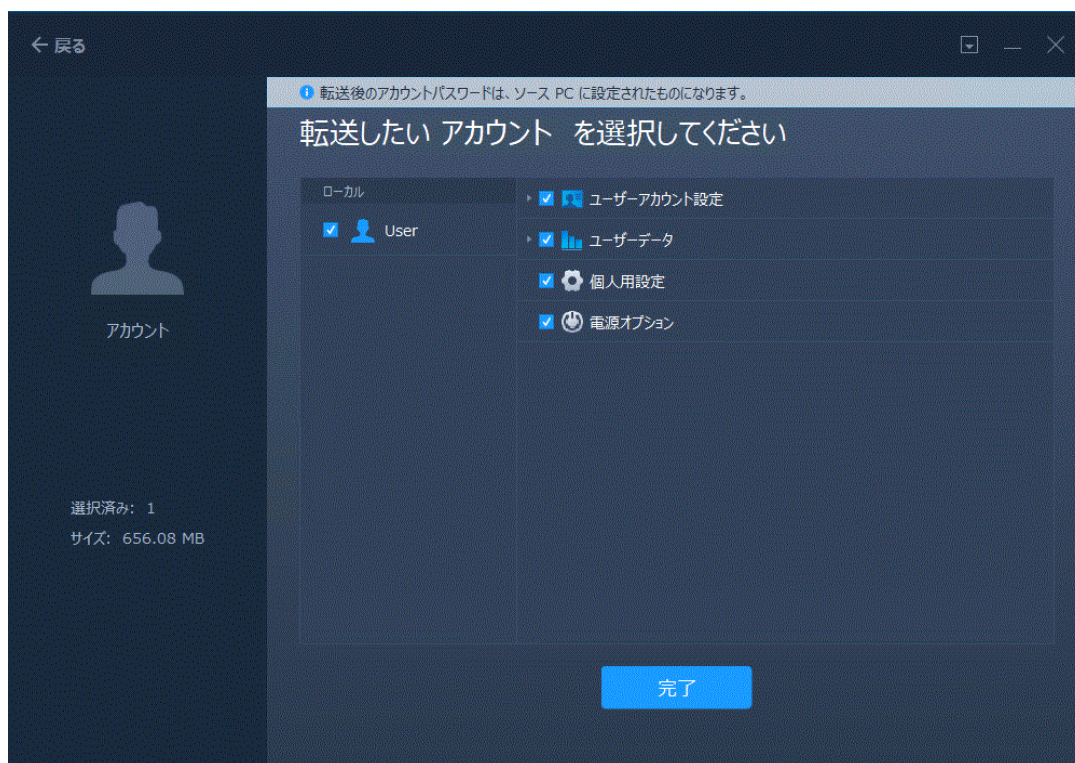 戻る
転送後のアカウントパスワードは、ソース PC に設定されたものになります。
転送したい アカウント を選択してください
ローカル
User
ユーザーアカウント設定
ユーザーデータ
個人用設定
電源オプション
アカウント
選択済み: 1
サイズ: 656.08 MB
完了